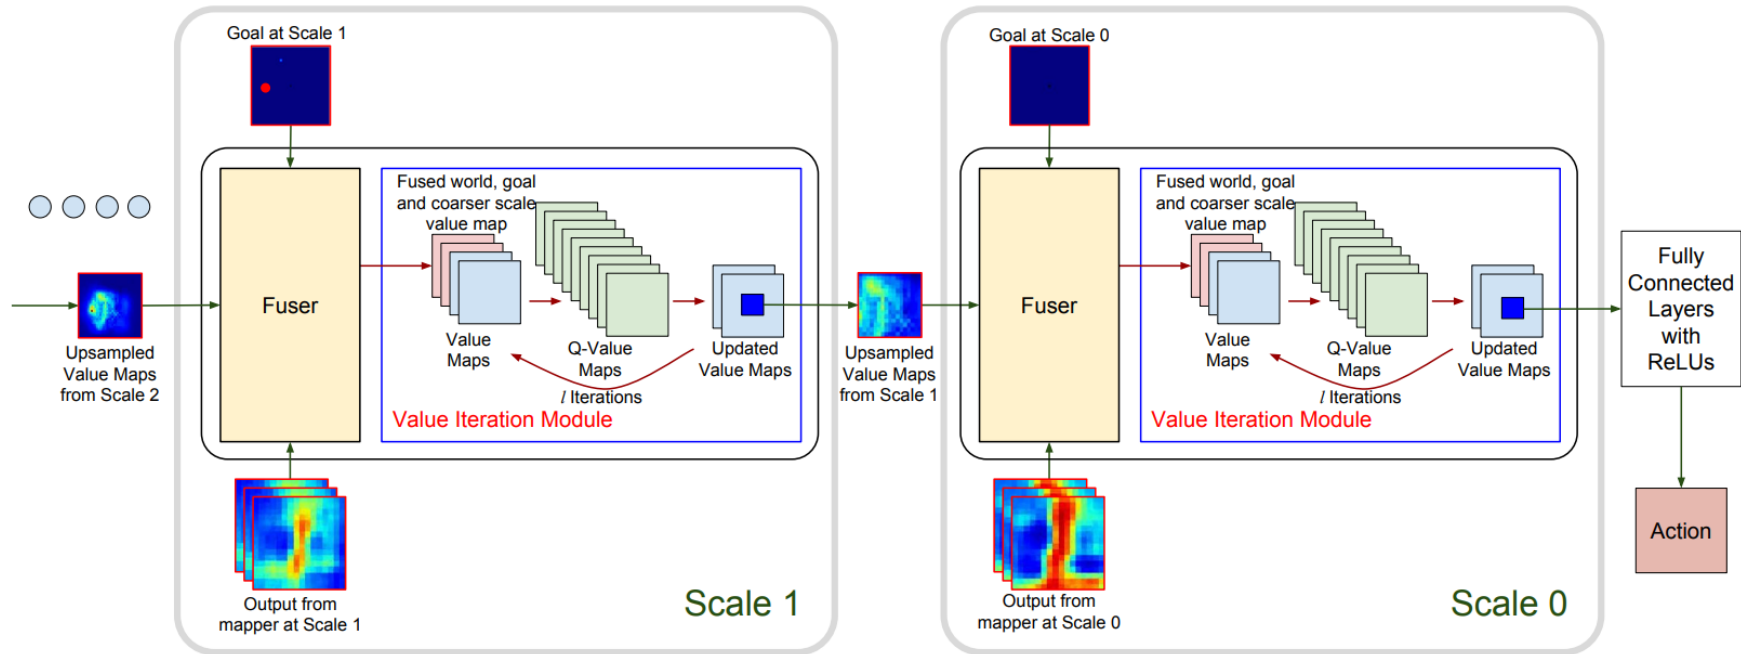 Goal at Scale 1
Fuser
Fused world, goal
and coarser scale
value map
Value
Maps
Q-Value
Maps
Updated
Value Maps
l Iterations
Value Iteration Module
Upsampled
Value Maps
from Scale 2
Output from
mapper at Scale 1
Scale 1
Upsampled
Value Maps
from Scale 1
Goal at Scale 0
Fuser
Fused world, goal
and coarser scale
value map
Value
Maps
Q-Value
Maps
Updated
Value Maps
l Iterations
Value Iteration Module
Output from
mapper at Scale 0
Scale 0
Fully
Connected
Layers
with
ReLUs
Action